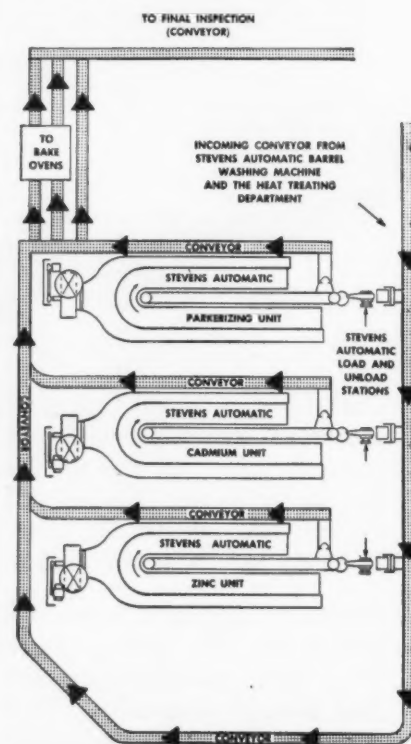 TO FINAL INSPECTION
(CONVEYOR)
TO
BAKE
OVENS
INCOMING CONVEYOR FROM
STEVENS AUTOMATIC BARREL
WASHING MACHINE
AND THE HEAT TREATING
DEPARTMENT
CONVEYOR
STEVENS AUTOMATIC
PARKERIZING UNIT
STEVENS
AUTOMATIC
LOAD AND
UNLOAD
STATIONS
CONVEYOR
CONVEYOR
STEVENS AUTOMATIC
CADMIUM UNIT
CONVEYOR
STEVENS AUTOMATIC
ZINC UNIT
CONVEYOR